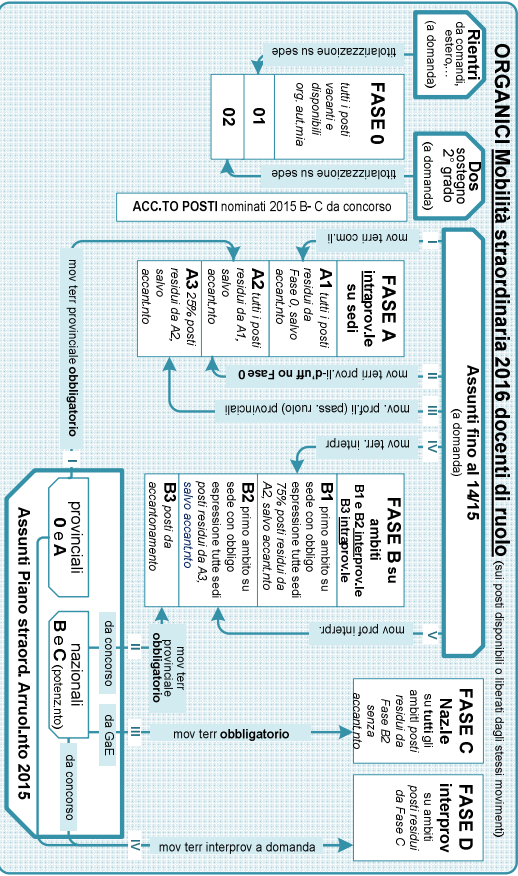 ORGANICI Mobilità straordinaria 2016 docenti di ruolo (sui posti disponibili o liberati dagli stessi movimenti)
Rientri
da comandi,
estero,...
(a domanda)
Dos
sostegno
2° grado
(a domanda)
Assunti fino al 14/15
(a domanda)
titolarizzazione su sede
titolarizzazione su sede
FASE 0
tutti i posti
vacanti e
disponibili
org. aut.mia
01
02
ACC.TO POSTI nominati 2015 B- C da concorso
I
mov terri com.li
II
mov terri prov.li-d'uff no Fase 0
III
mov. prof.li (pass. ruolo) provinciali
IV
mov terr. interpr
V
mov prof interpr.
FASE A
intraprov.le
su sedi
A1 tutti i posti
residui da
Fase 0, salvo
accant.nto
A2 tutti i posti
residui da A1,
salvo
accant.nto
A3 25% posti
residui da A2,
salvo
accant.nto
FASE B su
ambiti
B1 e B2 interprov.le
B3 intraprov.le
B1 primo ambito su
sede con obbligo
espressione tutte sedi
75% posti residui da
A2, salvo accant.nto
B2 primo ambito su
sede con obbligo
espressione tutte sedi
posti residui da A3,
salvo accant.nto
B3 posti da
accantonamento
FASE C
Naz.le
su tutti gli
ambiti posti
residui da
Fase B2
senza
accant.nto
FASE D
interprov
su ambiti
posti residui
da Fase C
mov terr provinciale obbligatorio
I
mov terr
provinciale
obbligatorio
II
da concorso
mov terr obbligatorio
III
da GaE
mov terr interprov a domanda
IV
da concorso
provinciali
0 e A
nazionali
B e C (potenz.nto)
Assunti Piano straord. Arruol.nto 2015